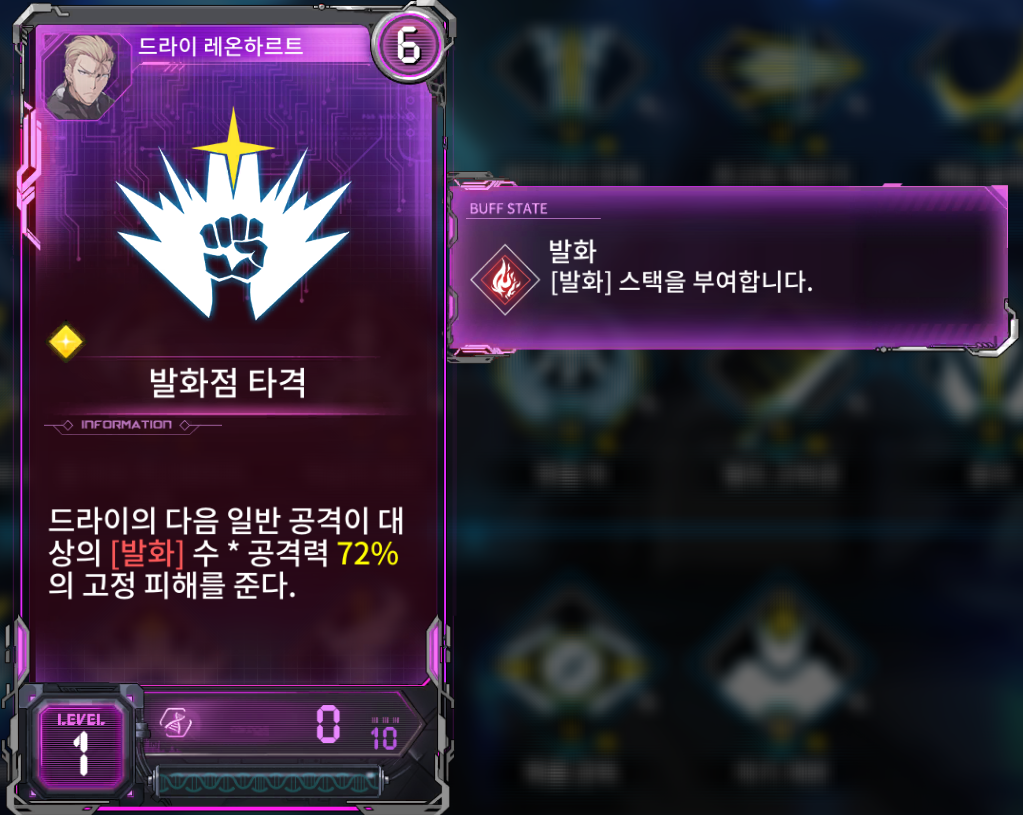 드라이 레온하르트
6
BUFF STATE
발화
[발화] 스택을 부여합니다.
발화점 타격
INFORMATION
드라이의 다음 일반 공격이 대
상의 [발화] 수 * 공격력 72%
의 고정 피해를 준다.
LEVEL
1
0
10